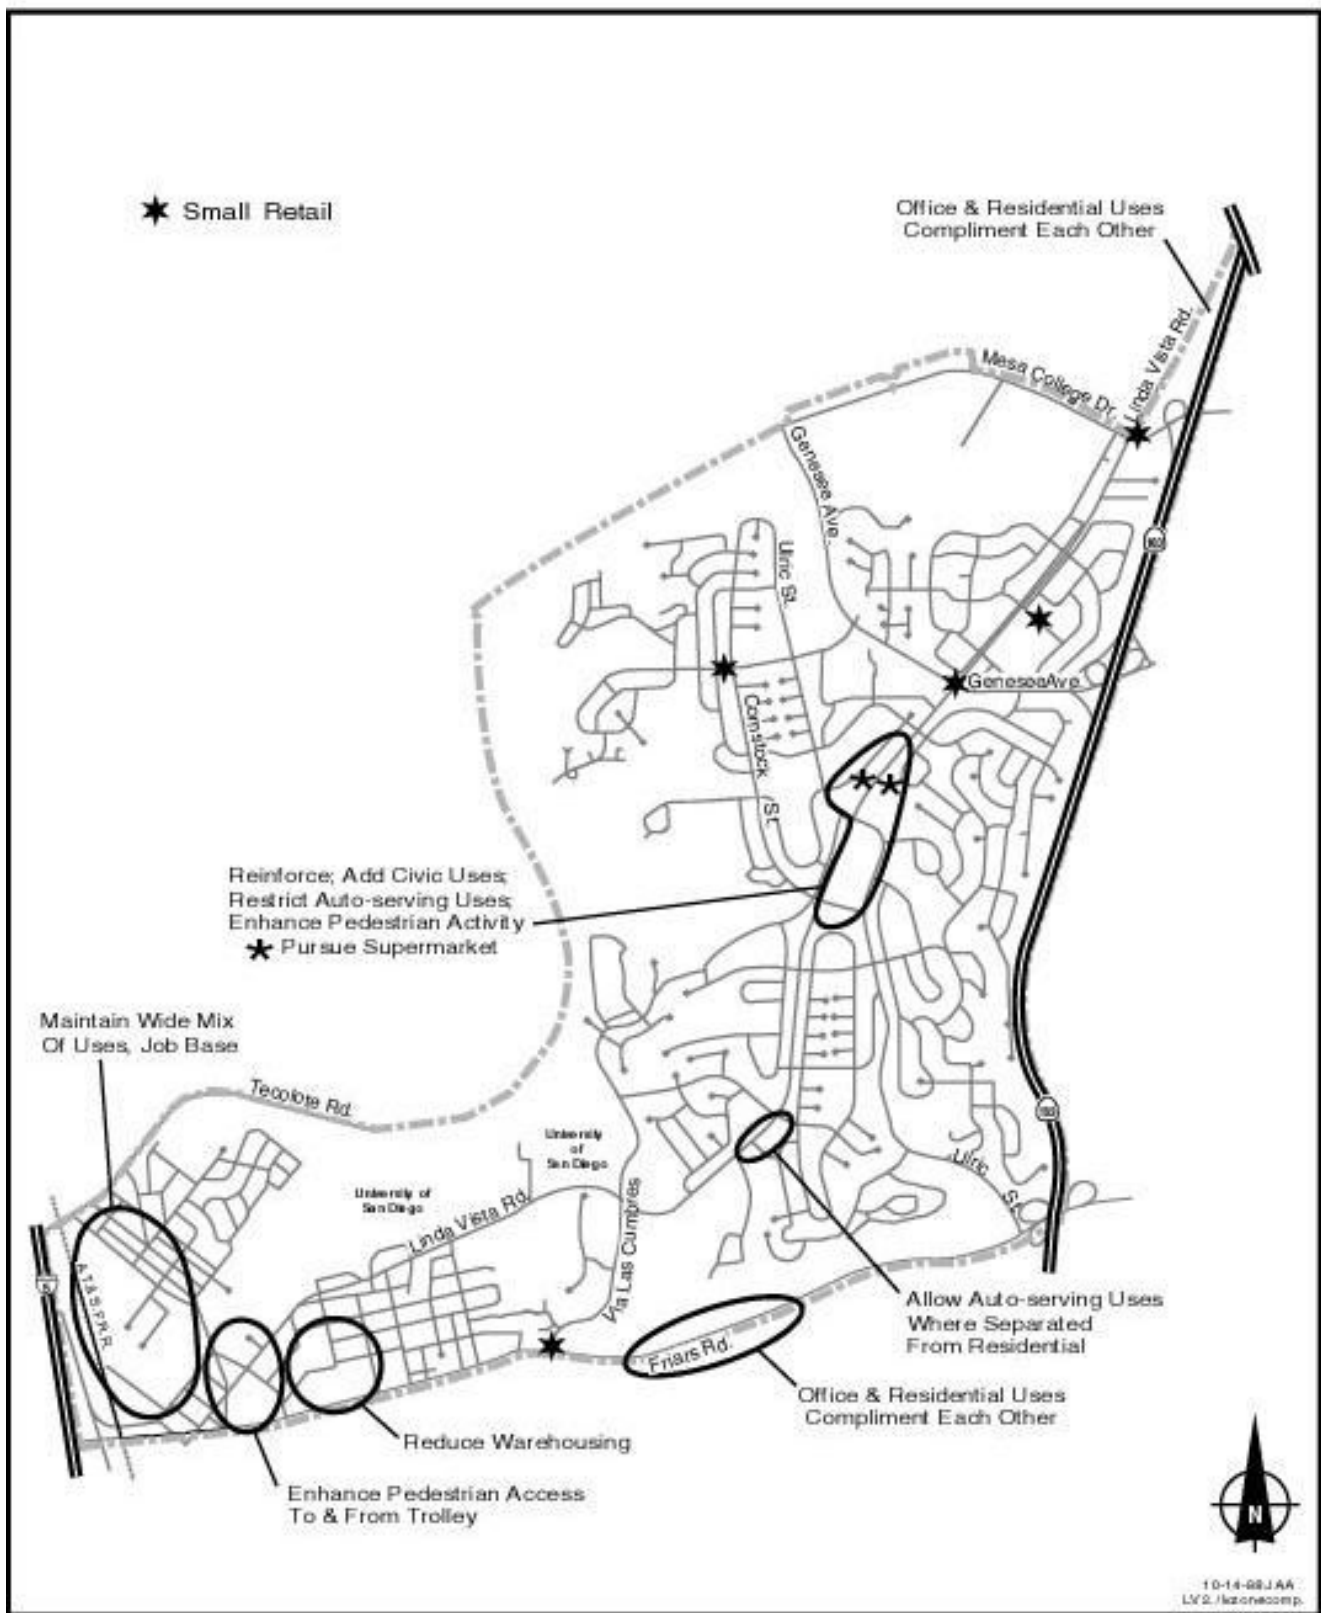 Small Retail
Office & Residential Uses
Compliment Each Other
Linda Vista Rd.
Mesa College Dr.
Genesee Ave.
Ulric St.
GeneseeAve.
Comstock St.
Reinforce; Add Civic Uses;
Restrict Auto-serving Uses;
Enhance Pedestrian Activity
Pursue Supermarket
Maintain Wide Mix
Of Uses, Job Base
Tecolote Rd.
University
of
San Diego
University of
San Diego
Linda Vista Rd.
Via Las Cumbres
Ulric St.
5
A.T.& S.F.R.R.
Allow Auto-serving Uses
Where Separated
From Residential
Friars Rd.
Office & Residential Uses
Compliment Each Other
Reduce Warehousing
Enhance Pedestrian Access
To & From Trolley
N